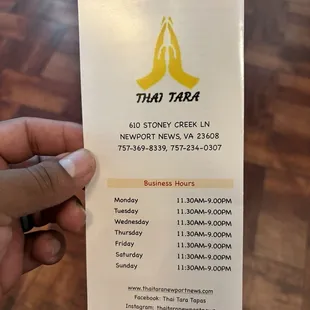 THAI TARA
610 STONEY CREEK LN
NEWPORT NEWS, VA 23608
757-369-8339, 757-234-0307
Business Hours
Monday 11.30AM-9.00PM
Tuesday 11.30AM-9.00PM
Wednesday 11.30AM-9.00PM
Thursday 11.30AM-9.00PM
Friday 11.30AM-9.00PM
Saturday 11.30AM-9.00PM
Sunday 11.30AM-9.00PM
www.thaitaranewportnews.com
Facebook: Thai Tara Tapas
Instagram: